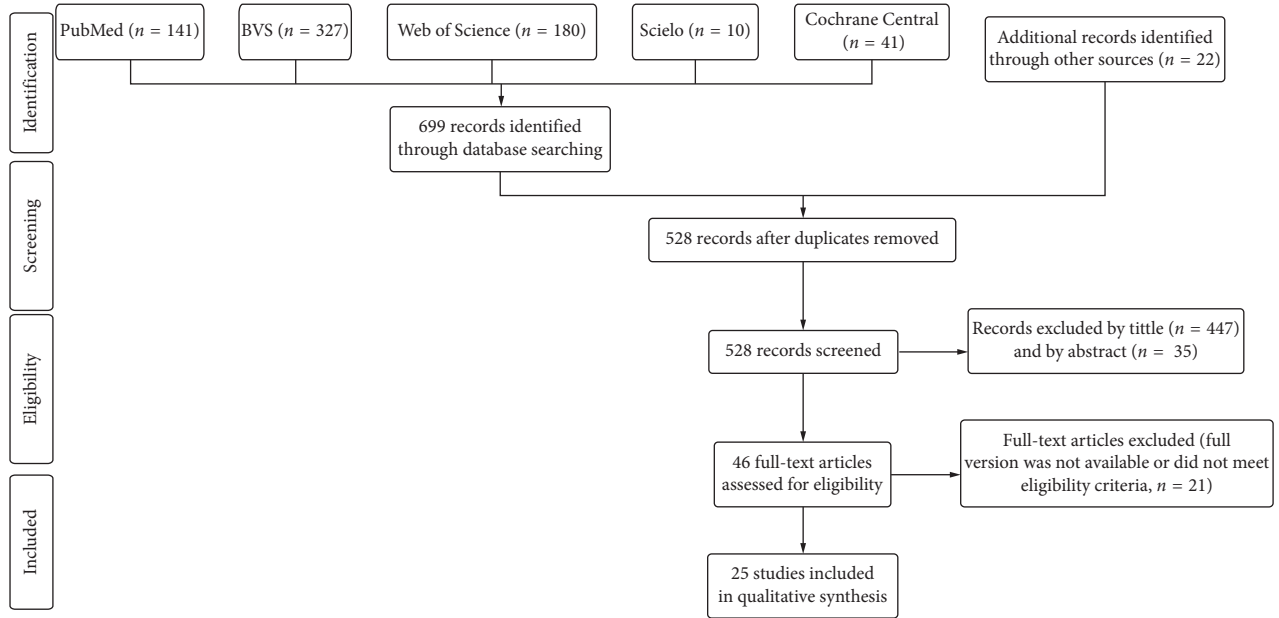 Identification
PubMed (n = 141)
BVS (n = 327)
Web of Science (n = 180)
Scielo (n = 10)
Cochrane Central
(n = 41)
Additional records identified
through other sources (n = 22)
699 records identified
through database searching
Screening
528 records after duplicates removed
Eligibility
528 records screened
Records excluded by tittle (n = 447)
and by abstract (n = 35)
46 full-text articles
assessed for eligibility
Full-text articles excluded (full
version was not available or did not meet
eligibility criteria, n = 21)
Included
25 studies included
in qualitative synthesis